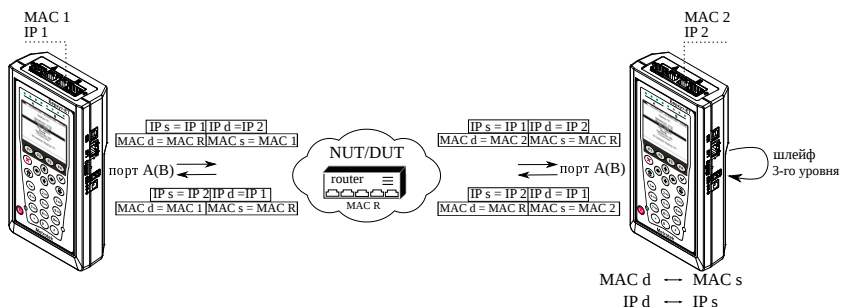 MAC 1
IP 1
MAC 2
IP 2
IP s = IP 1 IP d =IP 2
MAC d = MAC R MAC s = MAC 1
порт A(B)
IP s = IP 2 IP d =IP 1
MAC d = MAC 1 MAC s = MAC R
NUT/DUT
router
MAC R
IP s = IP 1 IP d = IP 2
MAC d = MAC 2 MAC s = MAC R
порт A(B)
IP s = IP 2 IP d = IP 1
MAC d = MAC R MAC s = MAC 2
шлейф
3-го уровня
MAC d ↔ MAC s
IP d ↔ IP s